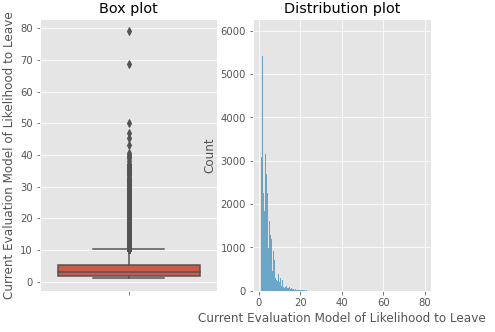 Box plot
Current Evaluation Model of Likelihood to Leave
80
70
60
50
40
30
20
10
0
Distribution plot
Count
6000
5000
4000
3000
2000
1000
0
0 20 40 60 80
Current Evaluation Model of Likelihood to Leave